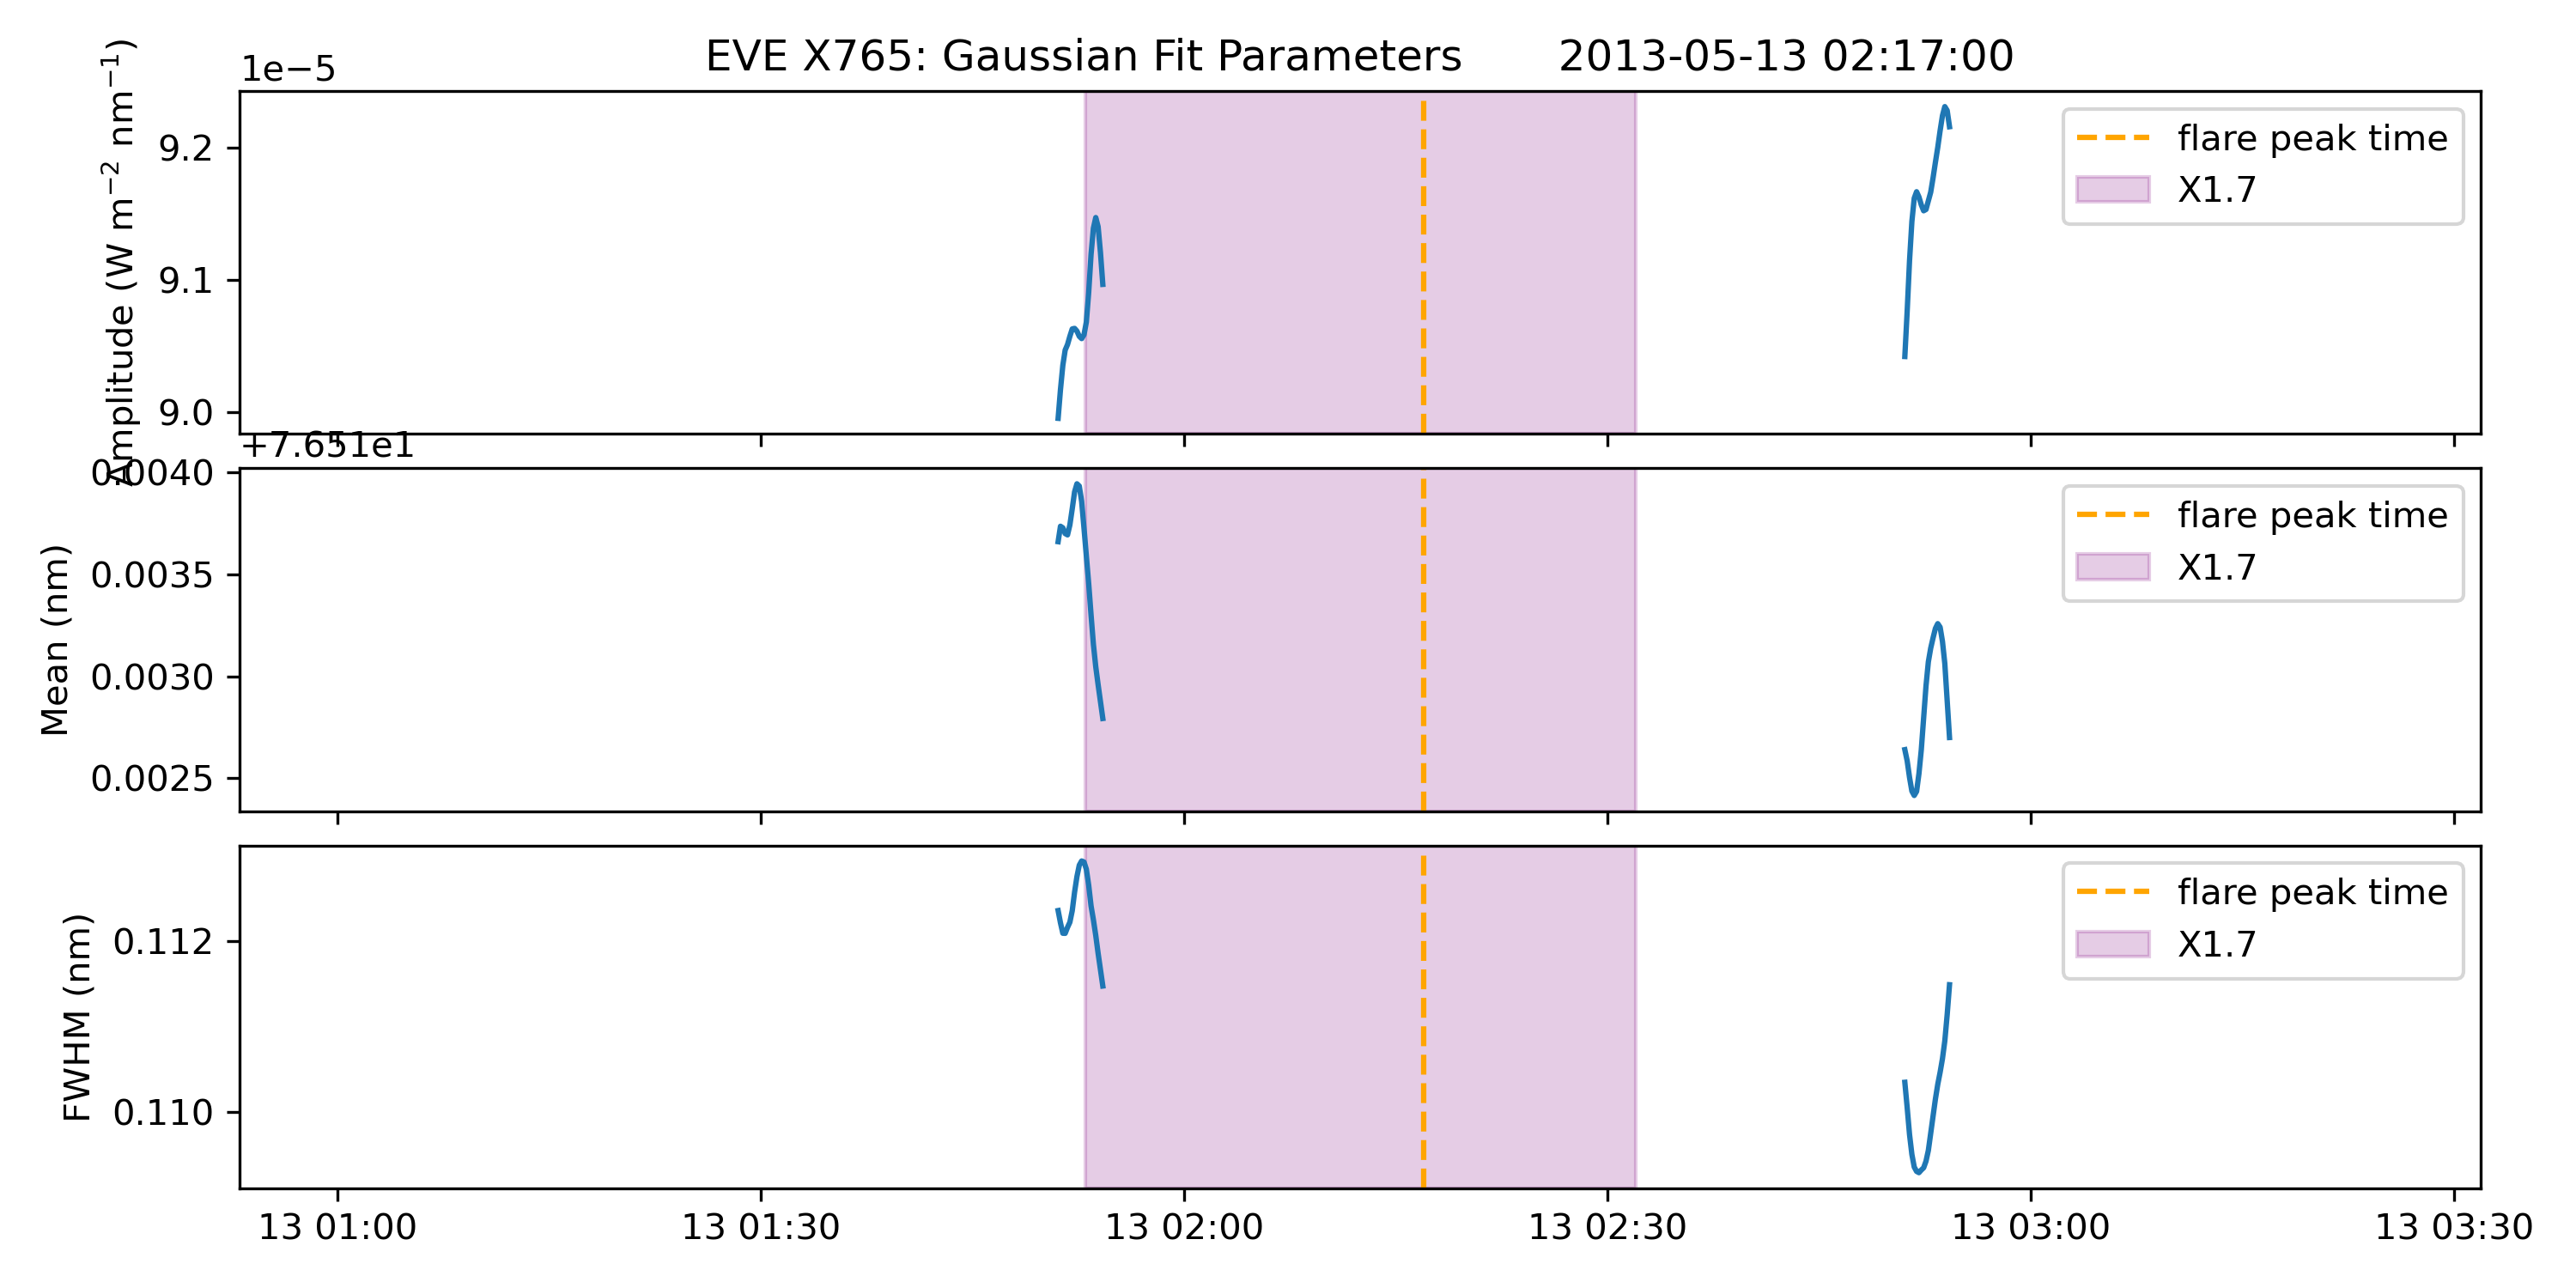 EVE X765: Gaussian Fit Parameters 2013-05-13 02:17:00
1e−5
Amplitude (W m⁻² nm⁻¹)
9.2
9.1
9.0
flare peak time
X1.7
+7.651e1
Mean (nm)
0.0040
0.0035
0.0030
0.0025
flare peak time
X1.7
FWHM (nm)
0.112
0.110
flare peak time
X1.7
13 01:00 13 01:30 13 02:00 13 02:30 13 03:00 13 03:30